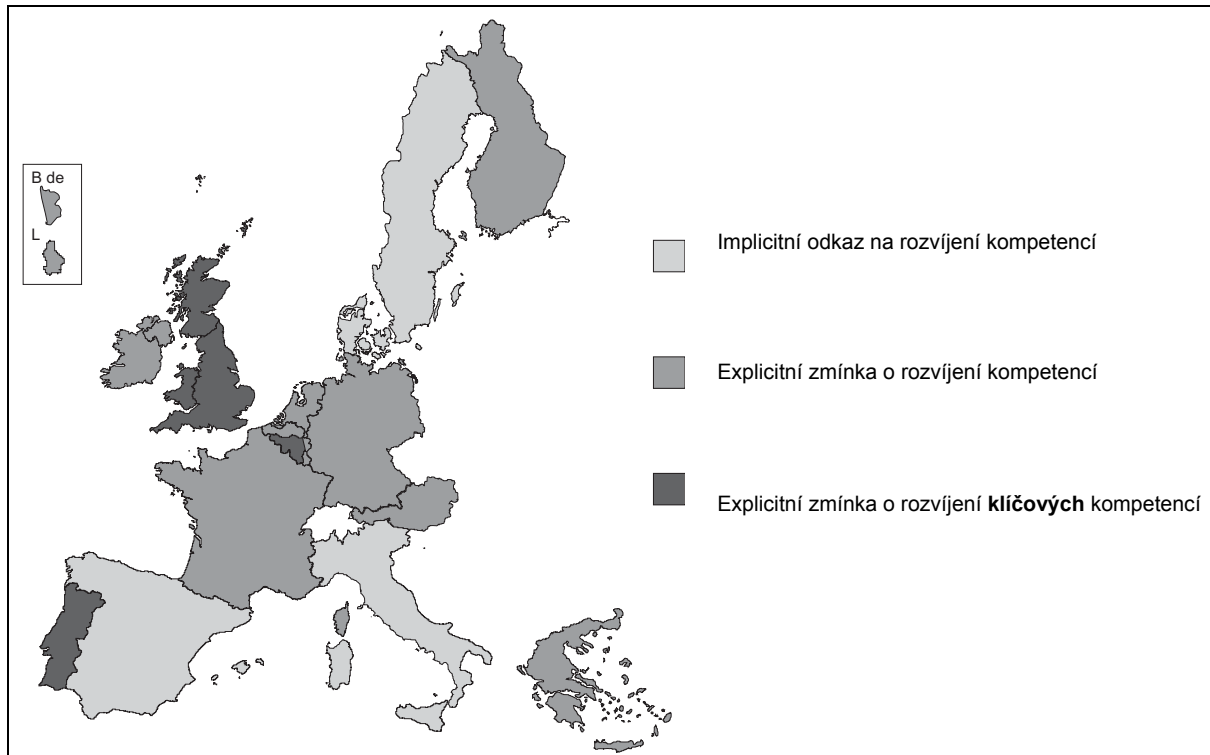 B de
L
Implicitní odkaz na rozvíjení kompetencí
Explicitní zmínka o rozvíjení kompetencí
Explicitní zmínka o rozvíjení klíčových kompetencí